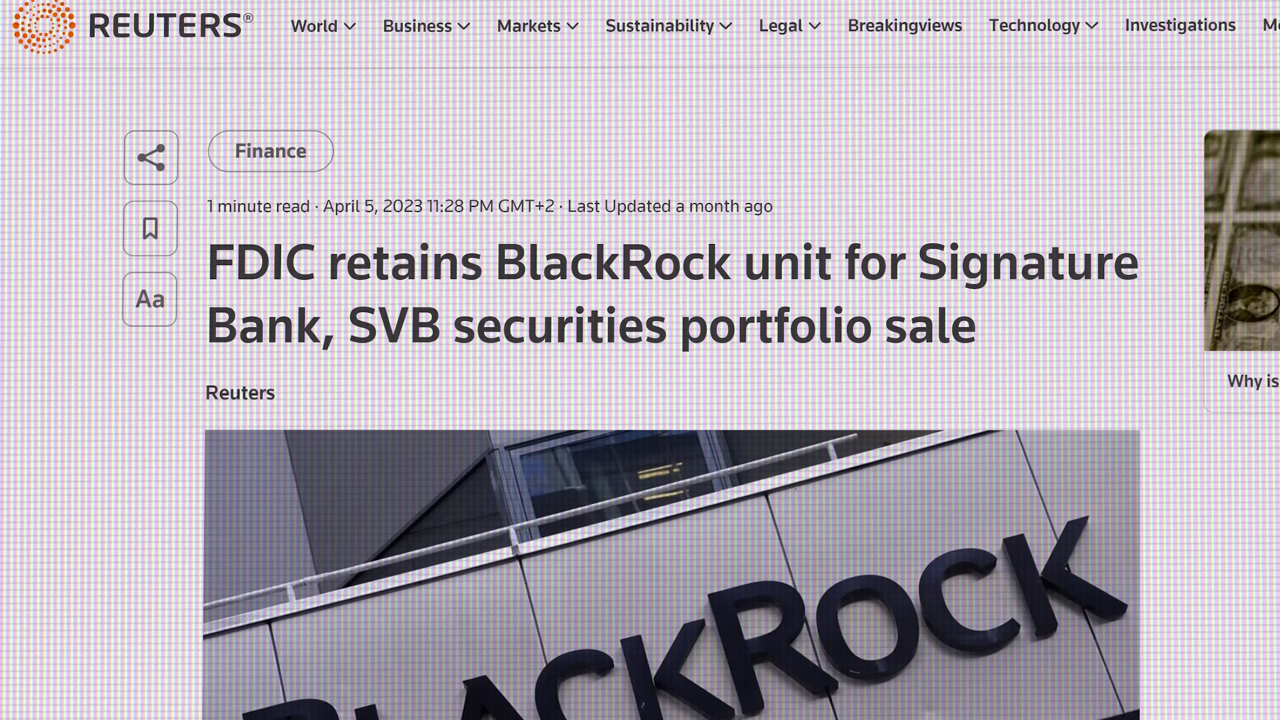 REUTERS®
World Business Markets Sustainability Legal Breakingviews Technology Investigations
Finance
1 minute read · April 5, 2023 11:28 PM GMT+2 · Last Updated a month ago
Aa
FDIC retains BlackRock unit for Signature
Bank, SVB securities portfolio sale
Reuters
Why is
BLACKROCK